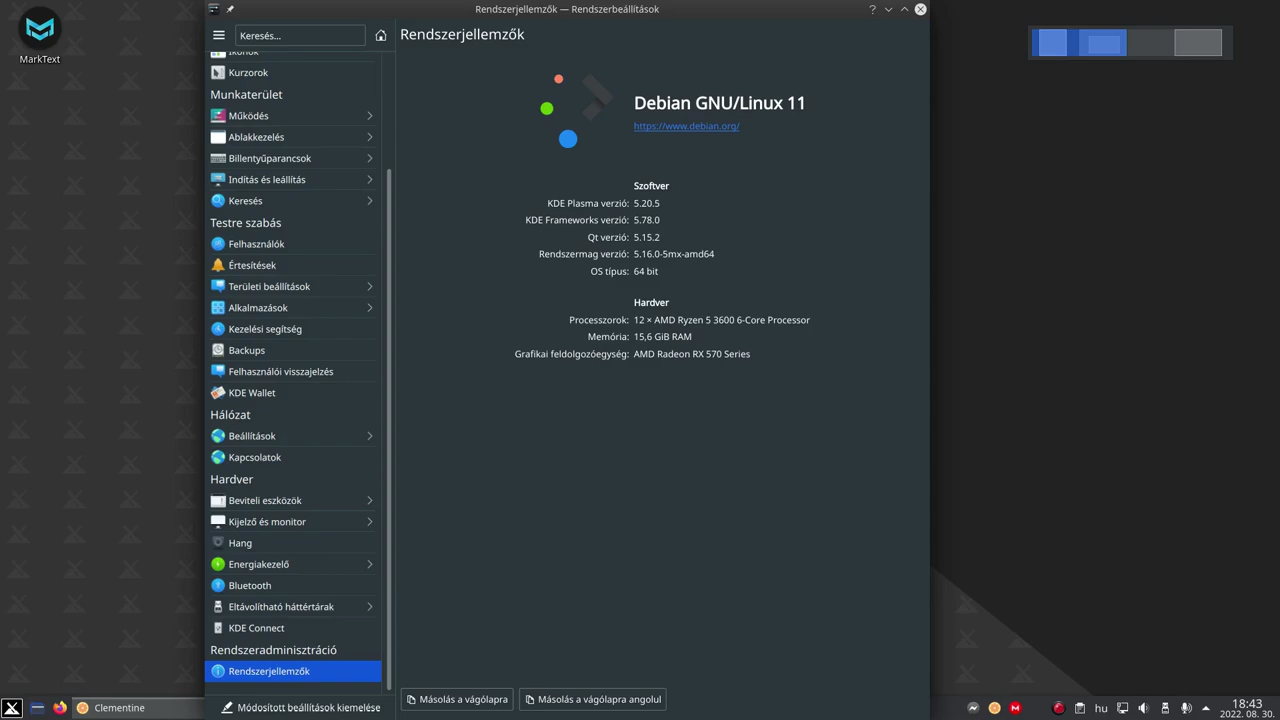 Rendszerjellemzők — Rendszerbeállítások
MarkText
Keresés...
Rendszerjellemzők
Ikonok
Kurzorok
Munkaterület
Működés
Ablakkezelés
Billentyűparancsok
Indítás és leállítás
Keresés
Testre szabás
Felhasználók
Értesítések
Területi beállítások
Alkalmazások
Kezelési segítség
Backups
Felhasználói visszajelzés
KDE Wallet
Hálózat
Beállítások
Kapcsolatok
Hardver
Beviteli eszközök
Kijelző és monitor
Hang
Energiakezelő
Bluetooth
Eltávolítható háttértárak
KDE Connect
Rendszeradminisztráció
Rendszerjellemzők
Módosított beállítások kiemelése
Debian GNU/Linux 11
https://www.debian.org/
Szoftver
KDE Plasma verzió: 5.20.5
KDE Frameworks verzió: 5.78.0
Qt verzió: 5.15.2
Rendszermag verzió: 5.16.0-5mx-amd64
OS típus: 64 bit
Hardver
Processzorok: 12 × AMD Ryzen 5 3600 6-Core Processor
Memória: 15,6 GiB RAM
Grafikai feldolgozóegység: AMD Radeon RX 570 Series
Másolás a vágólapra
Másolás a vágólapra angolul
Clementine
hu
18:43
2022. 08. 30.